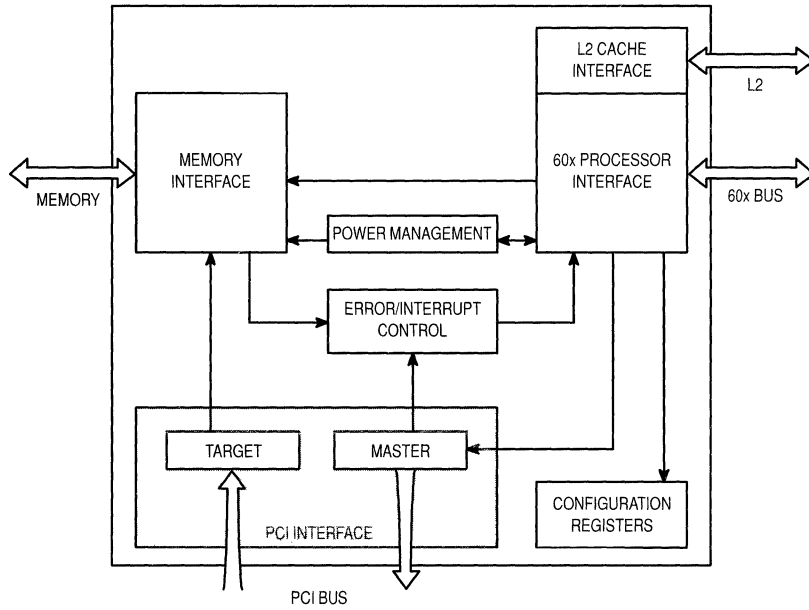 L2 CACHE
INTERFACE
L2
MEMORY
INTERFACE
60x PROCESSOR
INTERFACE
MEMORY
60x BUS
POWER MANAGEMENT
ERROR/INTERRUPT
CONTROL
TARGET
MASTER
CONFIGURATION
REGISTERS
PCI INTERFACE
PCI BUS